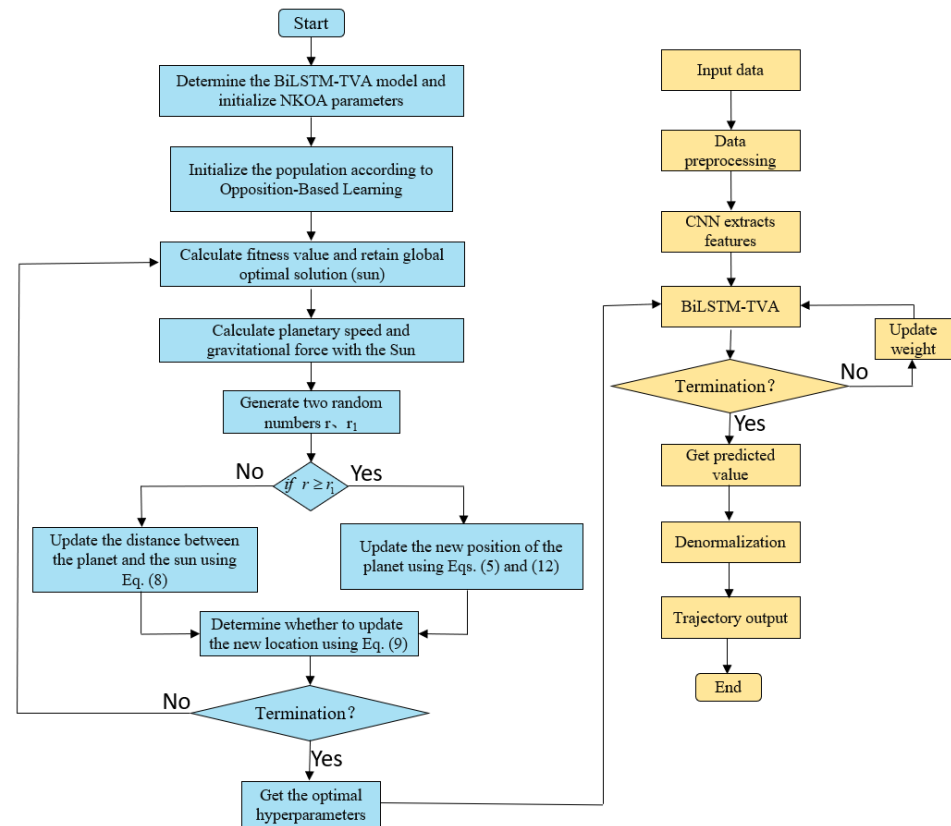 Start
Determine the BiLSTM-TVA model and
initialize NKOA parameters
Initialize the population according to
Opposition-Based Learning
Calculate fitness value and retain global
optimal solution (sun)
Calculate planetary speed and
gravitational force with the Sun
Generate two random
numbers r、r₁
No
Yes
if r ≥ r₁
Update the distance between
the planet and the sun using
Eq. (8)
Update the new position of the
planet using Eqs. (5) and (12)
Determine whether to update
the new location using Eq. (9)
No
Termination？
Yes
Get the optimal
hyperparameters
Input data
Data
preprocessing
CNN extracts
features
BiLSTM-TVA
Update
weight
No
Termination？
Yes
Get predicted
value
Denormalization
Trajectory output
End